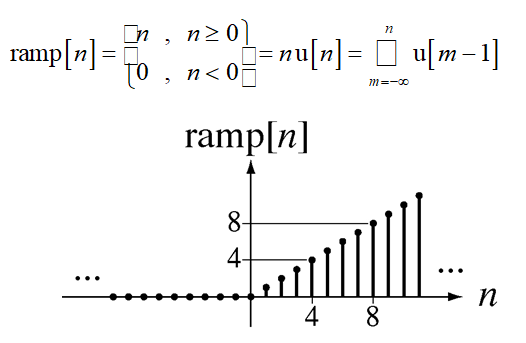 ramp[n] = {n , n ≥ 0
0 , n < 0} = n u[n] = □ u[m − 1]
n
m=−∞
ramp[n]
8
4
... ...
n
4 8